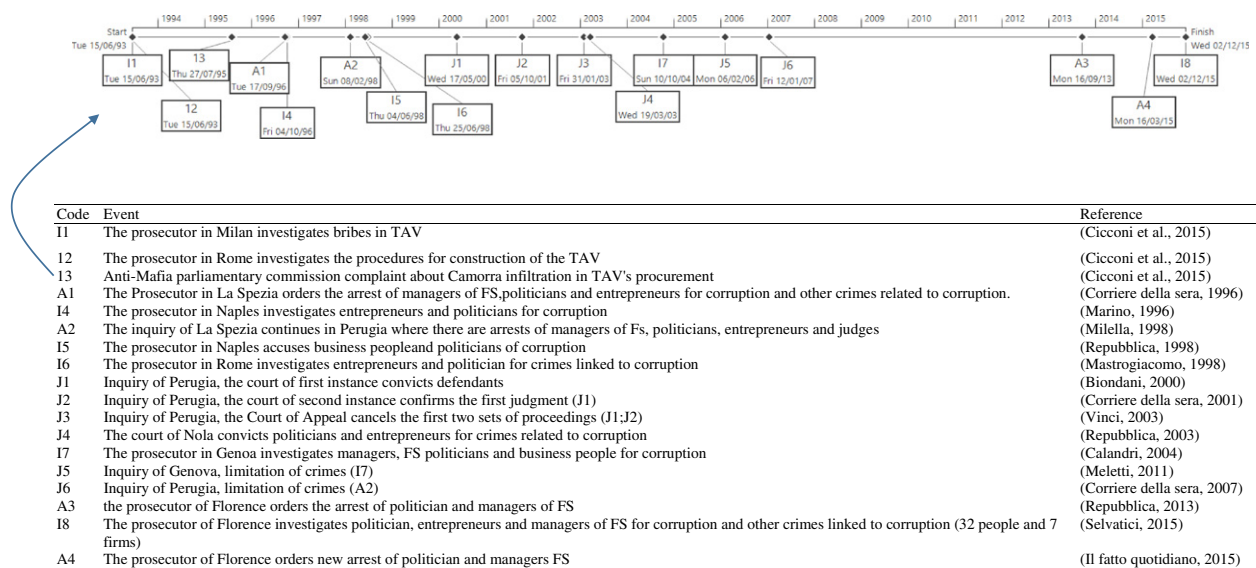 1994 1995 1996 1997 1998 1999 2000 2001 2002 2003 2004 2005 2006 2007 2008 2009 2010 2011 2012 2013 2014 2015
Start
Tue 15/06/93
Finish
Wed 02/12/15
I1
Tue 15/06/93
12
Tue 15/06/93
13
Thu 27/07/95
A1
Tue 17/09/96
I4
Fri 04/10/96
A2
Sun 08/02/98
I5
Thu 04/06/98
I6
Thu 25/06/98
J1
Wed 17/05/00
J2
Fri 05/10/01
J3
Fri 31/01/03
J4
Wed 19/03/03
I7
Sun 10/10/04
J5
Mon 06/02/06
J6
Fri 12/01/07
A3
Mon 16/09/13
A4
Mon 16/03/15
I8
Wed 02/12/15
Code Event Reference
I1 The prosecutor in Milan investigates bribes in TAV (Cicconi et al., 2015)
12 The prosecutor in Rome investigates the procedures for construction of the TAV (Cicconi et al., 2015)
13 Anti-Mafia parliamentary commission complaint about Camorra infiltration in TAV's procurement (Cicconi et al., 2015)
A1 The Prosecutor in La Spezia orders the arrest of managers of FS,politicians and entrepreneurs for corruption and other crimes related to corruption. (Corriere della sera, 1996)
I4 The prosecutor in Naples investigates entrepreneurs and politicians for corruption (Marino, 1996)
A2 The inquiry of La Spezia continues in Perugia where there are arrests of managers of Fs, politicians, entrepreneurs and judges (Milella, 1998)
I5 The prosecutor in Naples accuses business peopleand politicians of corruption (Repubblica, 1998)
I6 The prosecutor in Rome investigates entrepreneurs and politician for crimes linked to corruption (Mastrogiacomo, 1998)
J1 Inquiry of Perugia, the court of first instance convicts defendants (Biondani, 2000)
J2 Inquiry of Perugia, the court of second instance confirms the first judgment (J1) (Corriere della sera, 2001)
J3 Inquiry of Perugia, the Court of Appeal cancels the first two sets of proceedings (J1;J2) (Vinci, 2003)
J4 The court of Nola convicts politicians and entrepreneurs for crimes related to corruption (Repubblica, 2003)
I7 The prosecutor in Genoa investigates managers, FS politicians and business people for corruption (Calandri, 2004)
J5 Inquiry of Genova, limitation of crimes (I7) (Meletti, 2011)
J6 Inquiry of Perugia, limitation of crimes (A2) (Corriere della sera, 2007)
A3 the prosecutor of Florence orders the arrest of politician and managers of FS (Repubblica, 2013)
I8 The prosecutor of Florence investigates politician, entrepreneurs and managers of FS for corruption and other crimes linked to corruption (32 people and 7 (Selvatici, 2015)
firms)
A4 The prosecutor of Florence orders new arrest of politician and managers FS (Il fatto quotidiano, 2015)